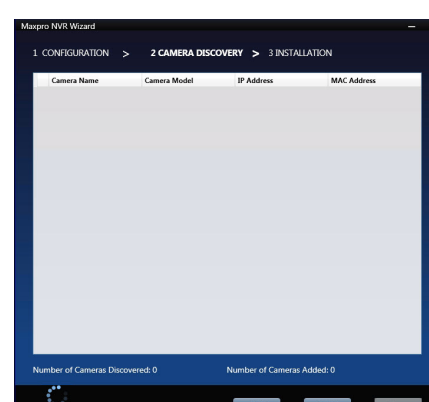 Maxpro NVR Wizard
1 CONFIGURATION > 2 CAMERA DISCOVERY > 3 INSTALLATION
Camera Name Camera Model IP Address MAC Address
Number of Cameras Discovered: 0 Number of Cameras Added: 0